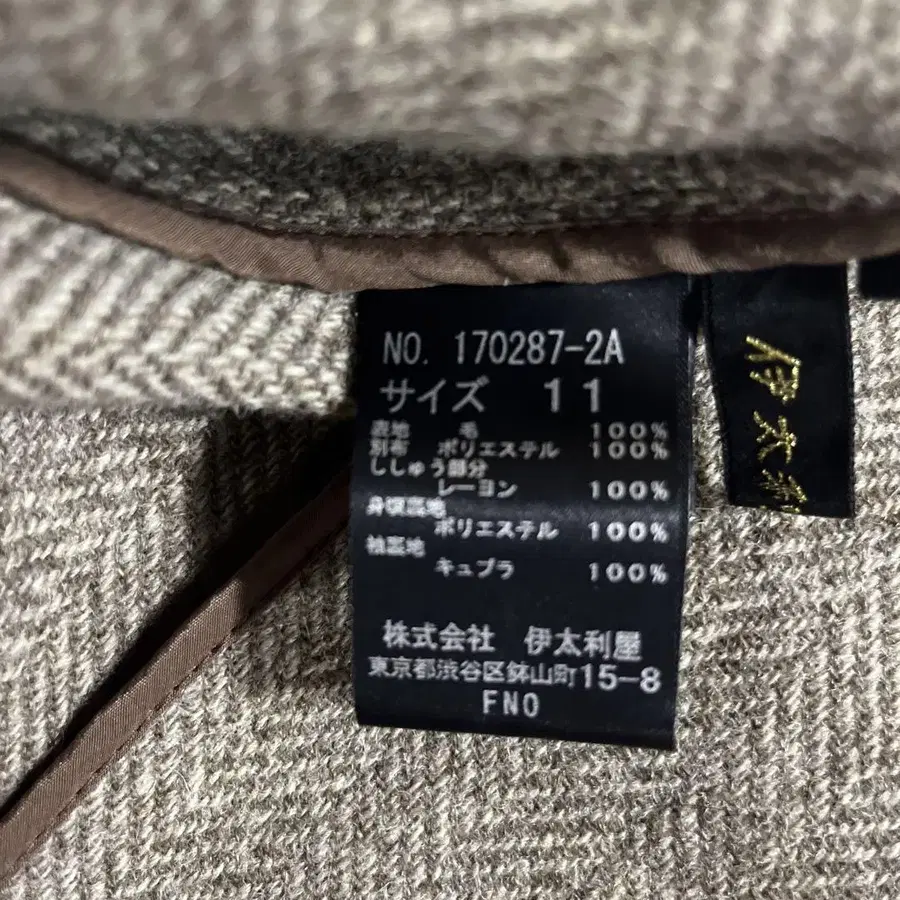 NO. 170287-2A
サイズ 11
表地 毛 100%
別布 ポリエステル 100%
ししゅう部分
レーヨン 100%
身頃裏地
ポリエステル 100%
袖裏地
キュプラ 100%
株式会社 伊太利屋
東京都渋谷区鉢山町15-8
FNO
伊太利